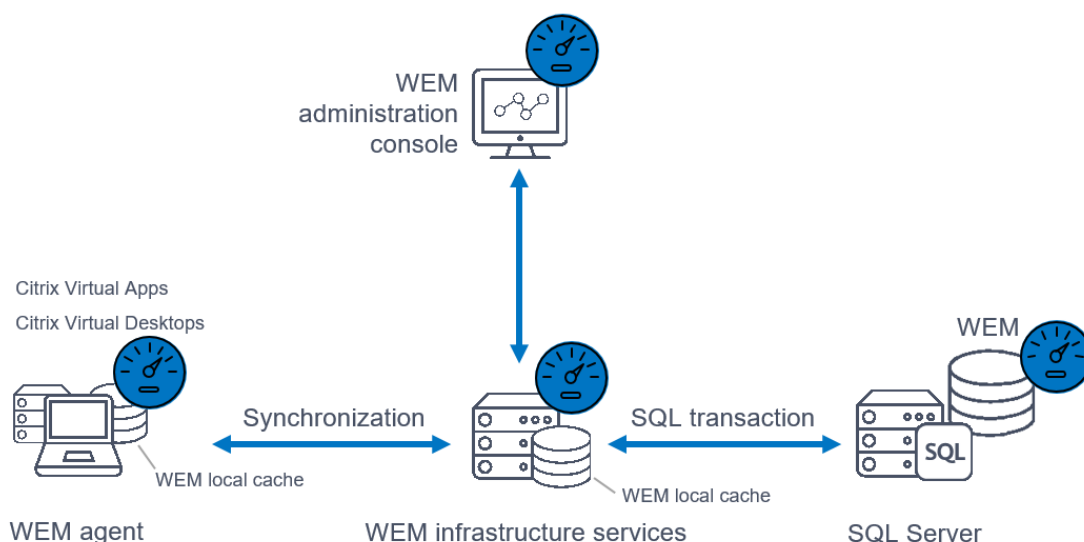 WEM
administration
console
Citrix Virtual Apps
Citrix Virtual Desktops
WEM
Synchronization
SQL transaction
SQL
WEM local cache
WEM local cache
WEM agent
WEM infrastructure services
SQL Server